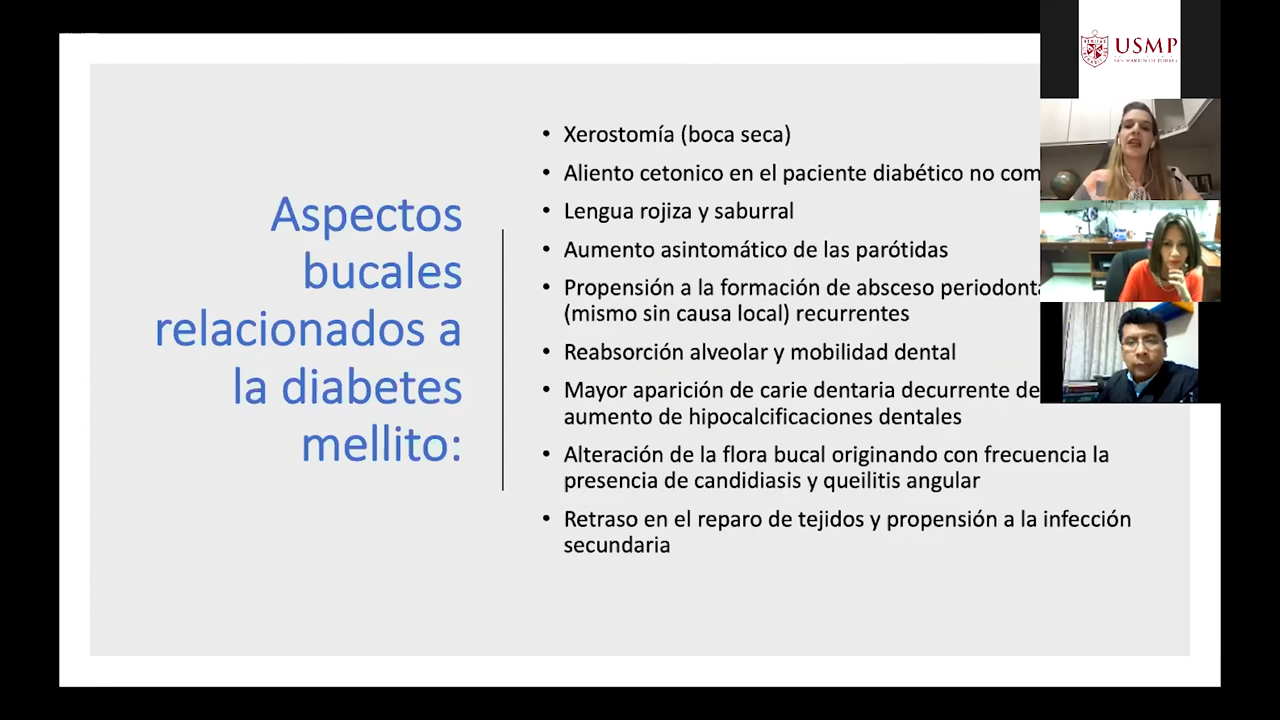 USMP
SAN MARTIN DE PORRES
Aspectos
bucales
relacionados a
la diabetes
mellito:
• Xerostomía (boca seca)
• Aliento cetonico en el paciente diabético no
• Lengua rojiza y saburral
• Aumento asintomático de las parótidas
• Propensión a la formación de absceso
(mismo sin causa local) recurrentes
• Reabsorción alveolar y mobilidad dental
• Mayor aparición de carie dentaria decurrente
aumento de hipocalcificaciones dentales
• Alteración de la flora bucal originando con frecuencia la
presencia de candidiasis y queilitis angular
• Retraso en el reparo de tejidos y propensión a la infección
secundaria